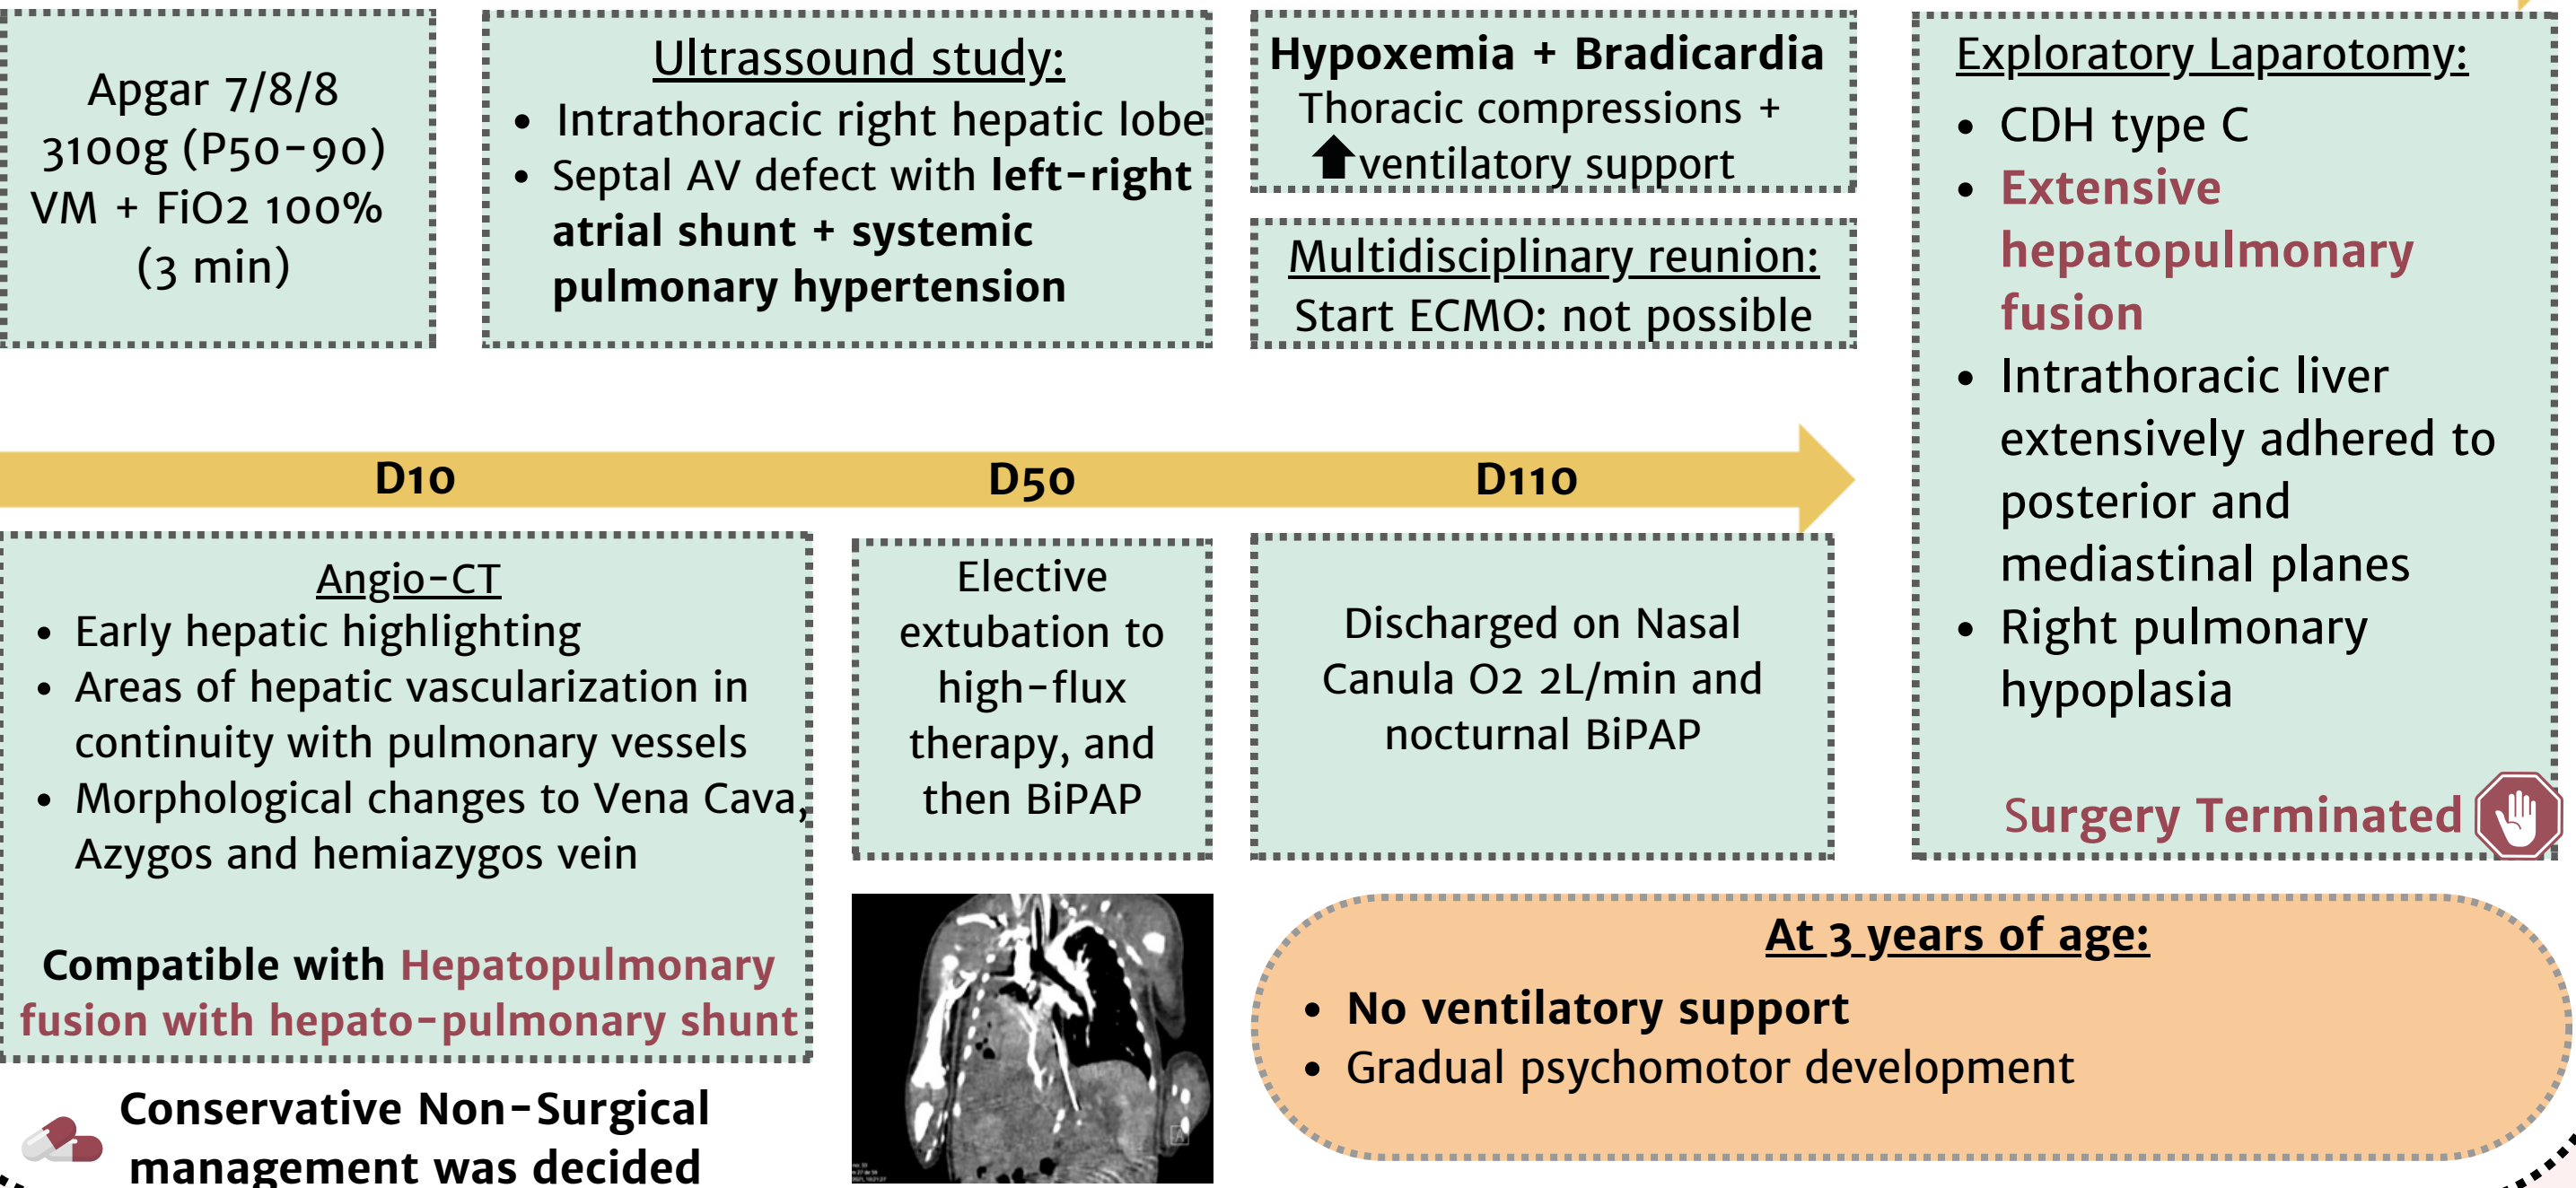 Apgar 7/8/8
3100g (P50-90)
VM + FiO2 100%
(3 min)
Ultrassound study:
• Intrathoracic right hepatic lobe
• Septal AV defect with left-right
atrial shunt + systemic
pulmonary hypertension
Hypoxemia + Bradicardia
Thoracic compressions +
ventilatory support
Multidisciplinary reunion:
Start ECMO: not possible
Exploratory Laparotomy:
• CDH type C
• Extensive
hepatopulmonary
fusion
• Intrathoracic liver
extensively adhered to
posterior and
mediastinal planes
• Right pulmonary
hypoplasia
Surgery Terminated
D10
D50
D110
Angio-CT
• Early hepatic highlighting
• Areas of hepatic vascularization in
continuity with pulmonary vessels
• Morphological changes to Vena Cava,
Azygos and hemiazygos vein
Compatible with Hepatopulmonary
fusion with hepato-pulmonary shunt
Conservative Non-Surgical
management was decided
Elective
extubation to
high-flux
therapy, and
then BiPAP
Discharged on Nasal
Canula O2 2L/min and
nocturnal BiPAP
A
At 3 years of age:
• No ventilatory support
• Gradual psychomotor development